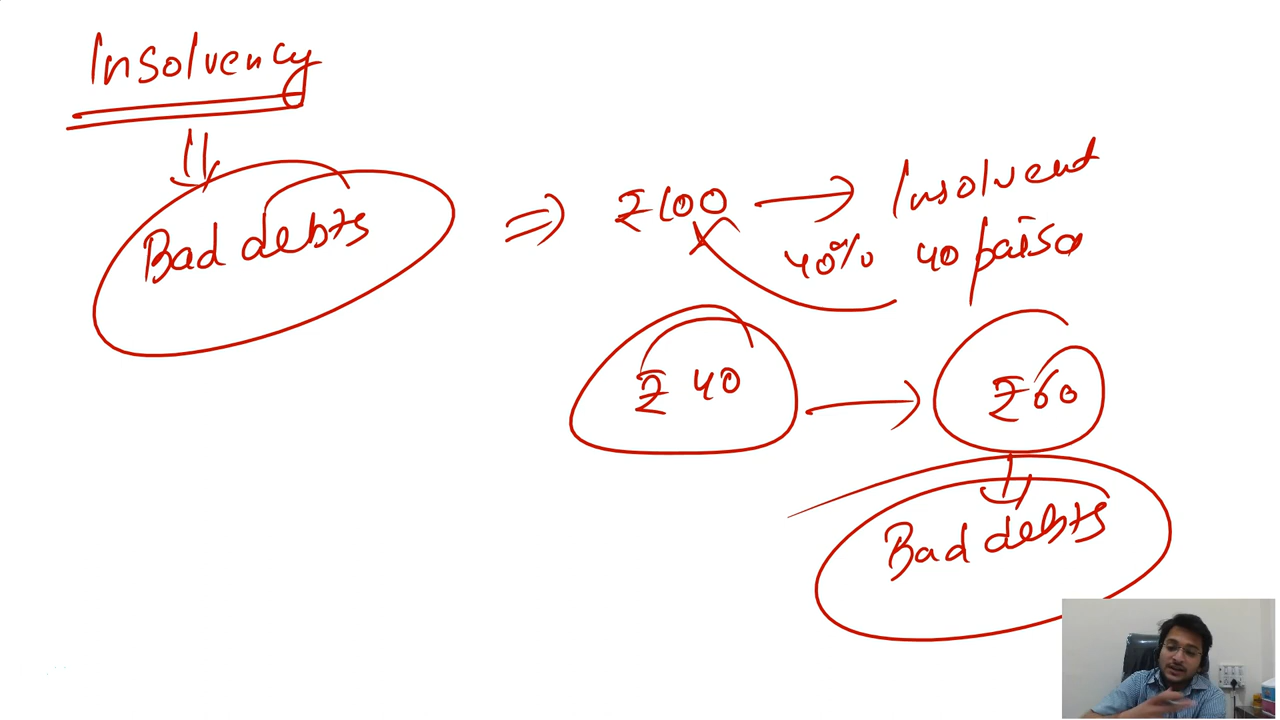 Insolvency
Bad debts
⇒ ₹100 → Insolvent
40% 40 paisa
₹ 40 → ₹60
Bad debts